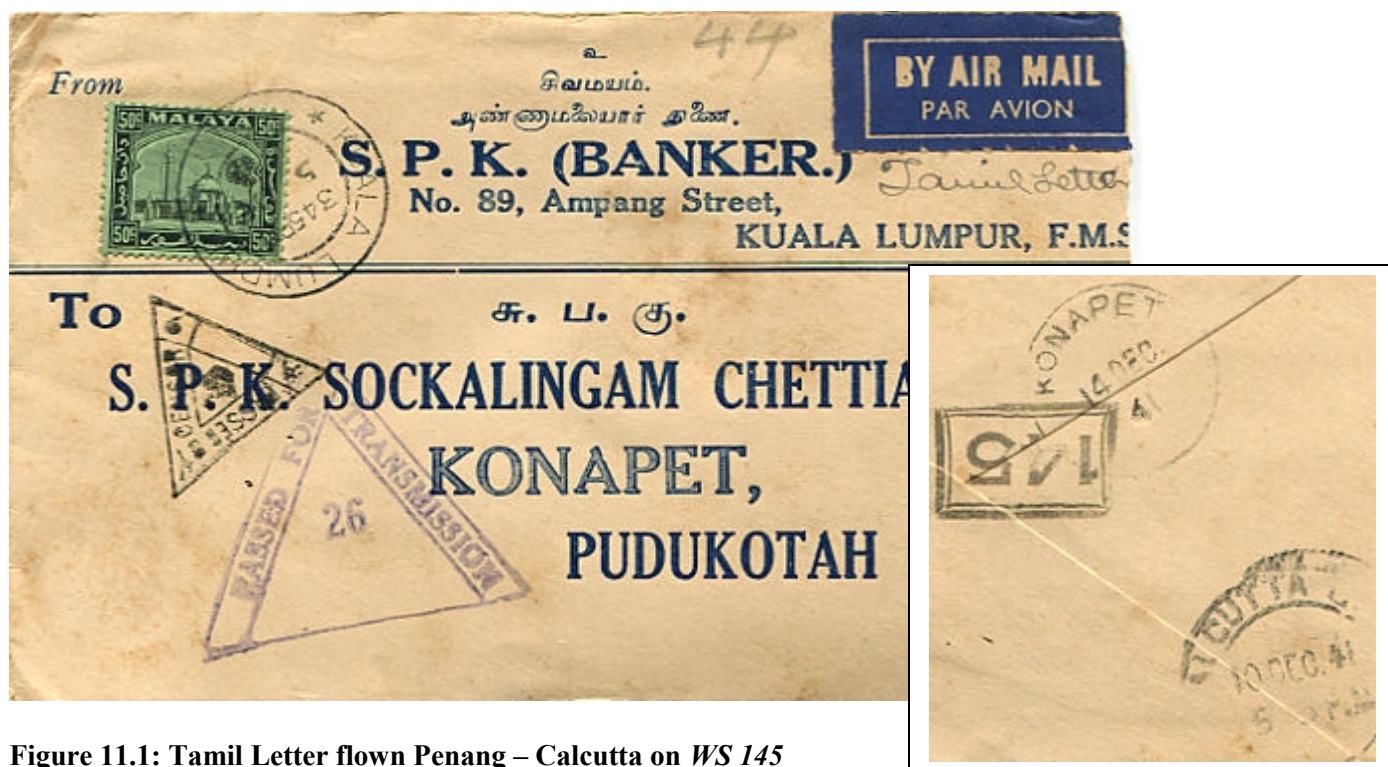 44
BY AIR MAIL
PAR AVION
உ
சிவமயம்.
அண்ணாமலையார் துணை.
From
50c MALAYA 50c
50c 50c
S. P. K. (BANKER.)
Tamil Letter
No. 89, Ampang Street,
KUALA LUMPUR, F.M.S
To
சு. ப. கு.
S. P. K. SOCKALINGAM CHETTIA
KONAPET,
PUDUKOTAH
PASSED FOR TRANSMISSION
26
KONAPET
14 DEC.
41
145
CUTTA
10 DEC. 41
Figure 11.1: Tamil Letter flown Penang – Calcutta on WS 145